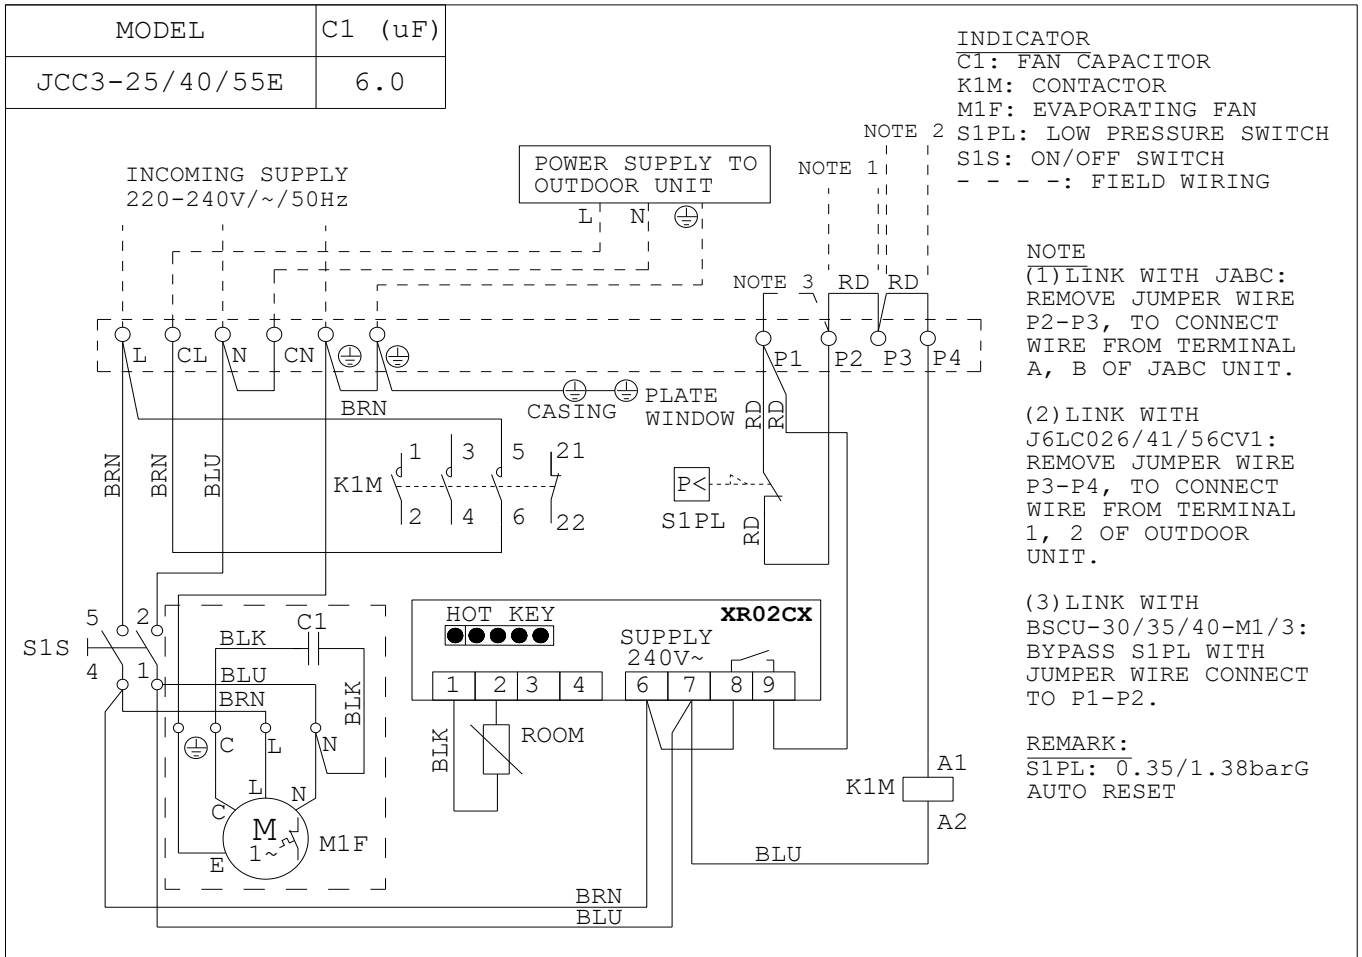 MODEL C1 (uF)
JCC3-25/40/55E 6.0
INDICATOR
C1: FAN CAPACITOR
K1M: CONTACTOR
M1F: EVAPORATING FAN
S1PL: LOW PRESSURE SWITCH
S1S: ON/OFF SWITCH
- - - -: FIELD WIRING
NOTE 2
NOTE 1
INCOMING SUPPLY
220-240V/~/50Hz
POWER SUPPLY TO
OUTDOOR UNIT
L N
NOTE 3 RD RD
L CL N CN P1 P2 P3 P4
BRN
CASING
PLATE
WINDOW
RD RD
BRN BRN BLU
1 3 5 21
K1M
2 4 6 22
P<
S1PL
RD
NOTE
(1)LINK WITH JABC:
REMOVE JUMPER WIRE
P2-P3, TO CONNECT
WIRE FROM TERMINAL
A, B OF JABC UNIT.
(2)LINK WITH
J6LC026/41/56CV1:
REMOVE JUMPER WIRE
P3-P4, TO CONNECT
WIRE FROM TERMINAL
1, 2 OF OUTDOOR
UNIT.
(3)LINK WITH
BSCU-30/35/40-M1/3:
BYPASS S1PL WITH
JUMPER WIRE CONNECT
TO P1-P2.
REMARK:
S1PL: 0.35/1.38barG
AUTO RESET
5 2
S1S
4 1
C1
BLK
BLU
BRN
BLK
C L N
L
C N
M
1~
E
M1F
HOT KEY XR02CX
SUPPLY
240V~
1 2 3 4 6 7 8 9
BLK
ROOM
A1
K1M
A2
BLU
BRN
BLU